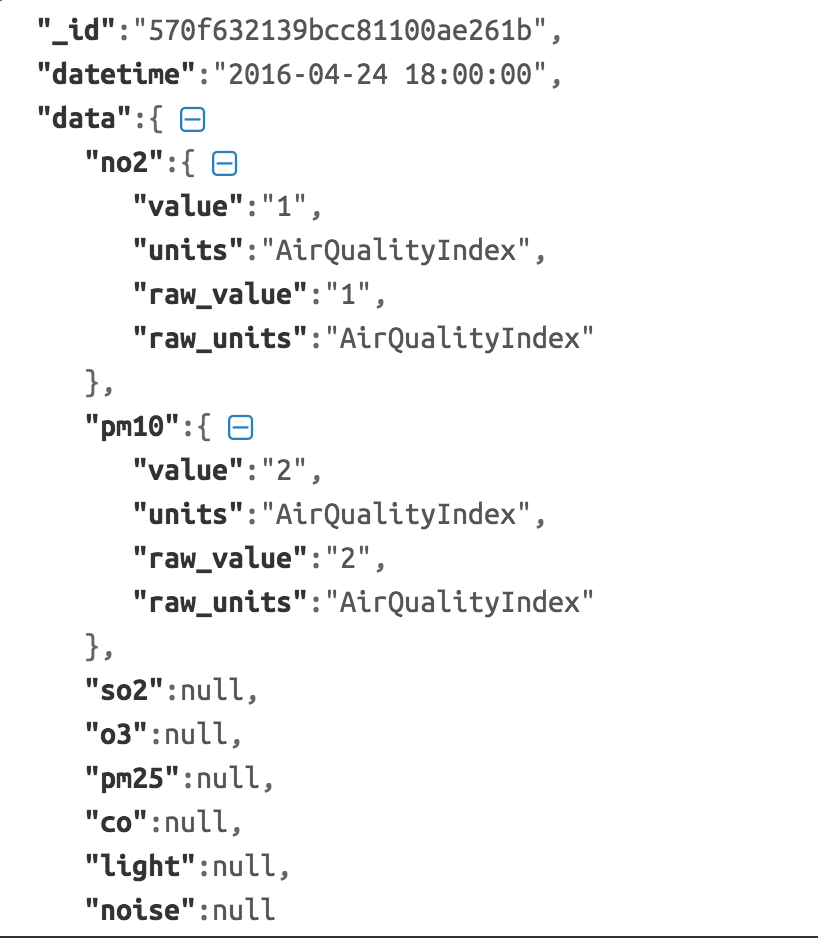 "_id":"570f632139bcc81100ae261b",
"datetime":"2016-04-24 18:00:00",
"data":{
"no2":{
"value":"1",
"units":"AirQualityIndex",
"raw_value":"1",
"raw_units":"AirQualityIndex"
},
"pm10":{
"value":"2",
"units":"AirQualityIndex",
"raw_value":"2",
"raw_units":"AirQualityIndex"
},
"so2":null,
"o3":null,
"pm25":null,
"co":null,
"light":null,
"noise":null